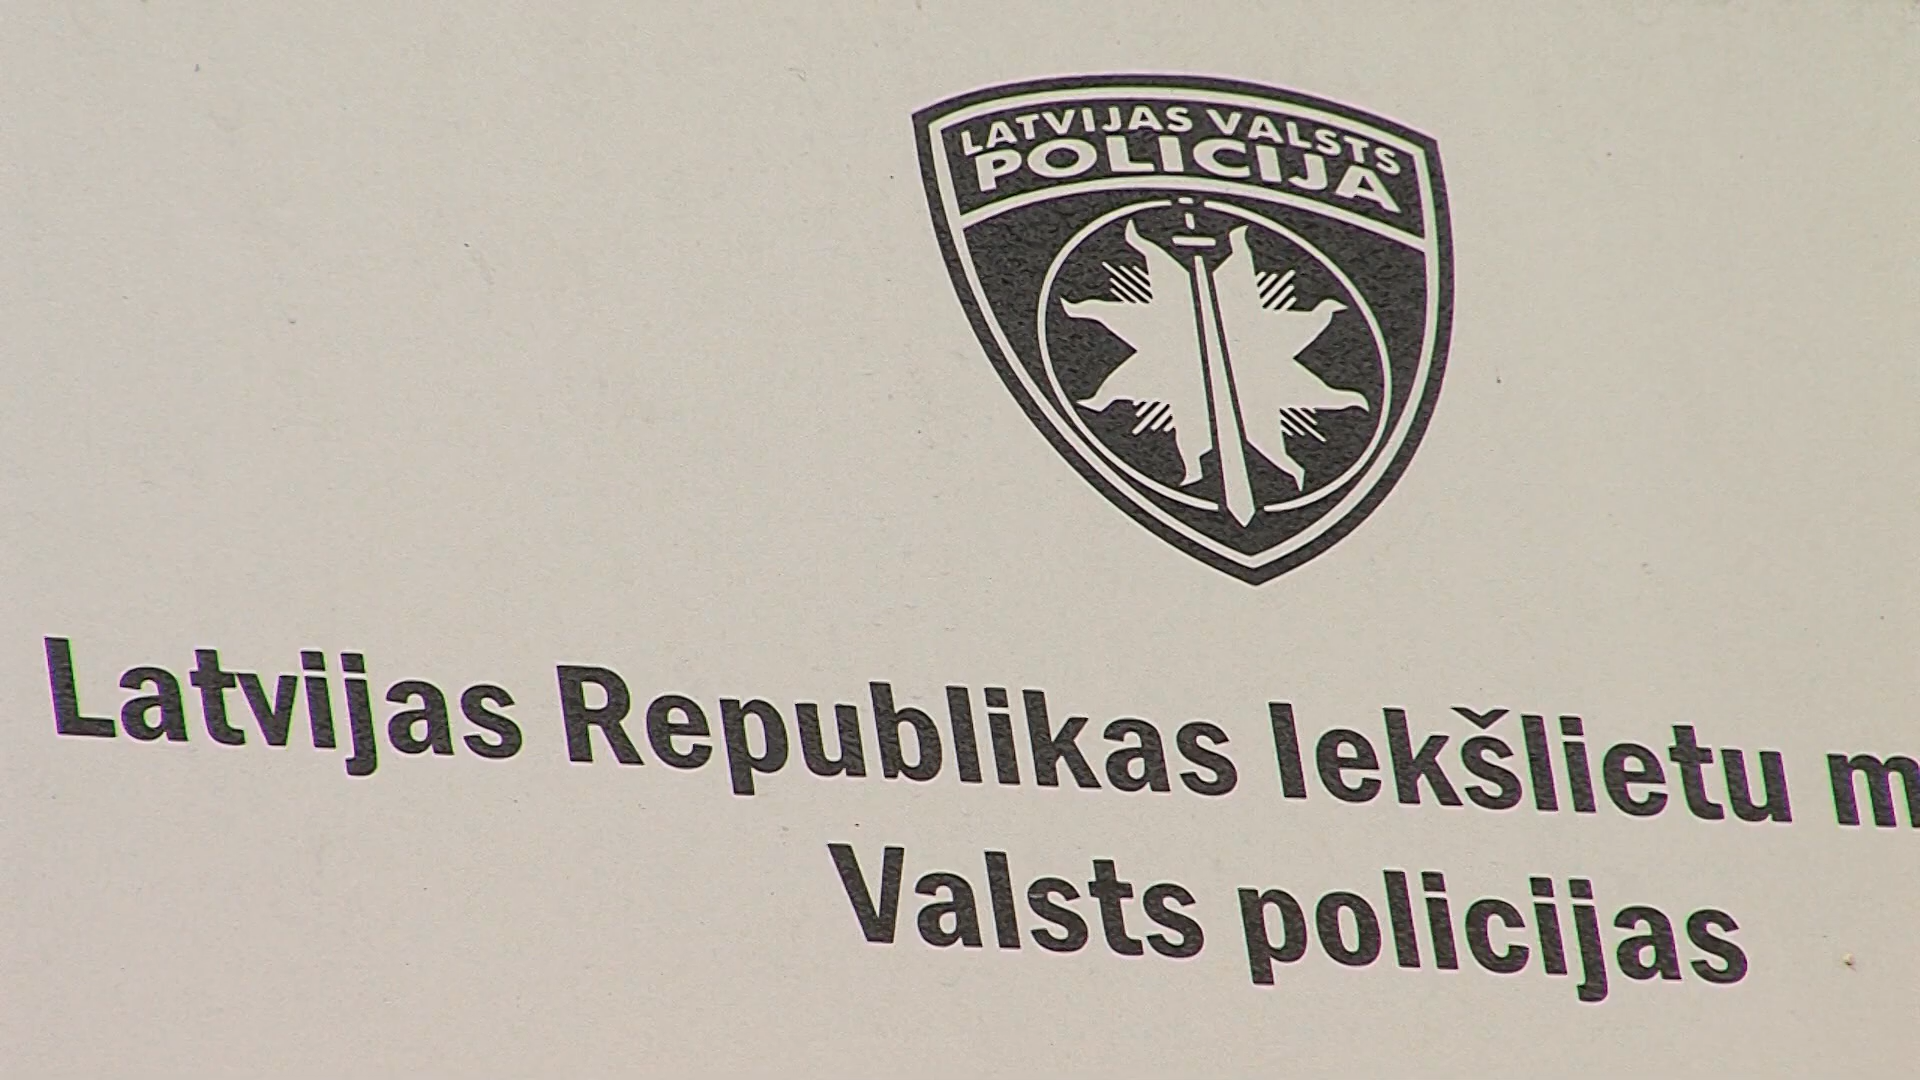 LATVIJAS VALSTS
POLICIJA
Latvijas Republikas Iekšlietu m
Valsts policijas